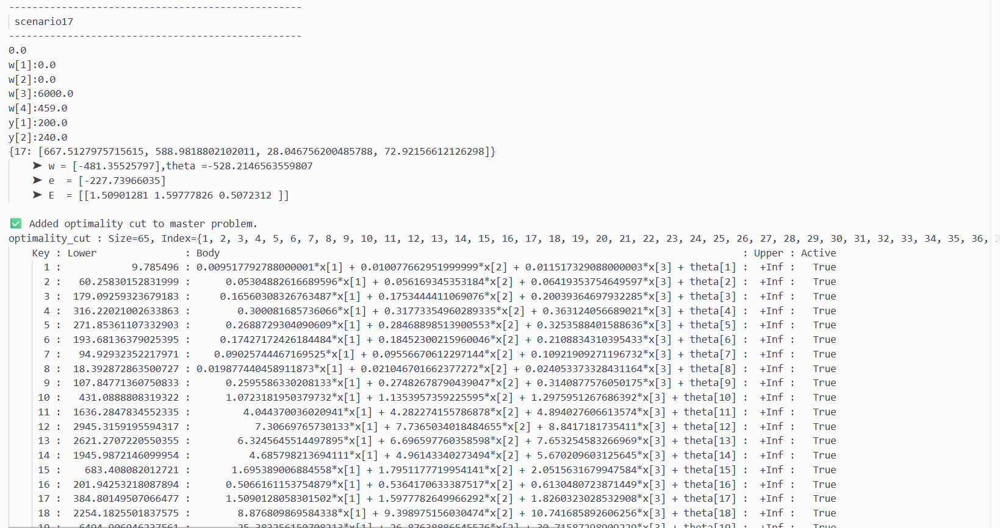 --------------------------------------------------
scenario17
--------------------------------------------------
0.0
w[1]:0.0
w[2]:0.0
w[3]:6000.0
w[4]:459.0
y[1]:200.0
y[2]:240.0
{17: [667.5127975715615, 588.9818802102011, 28.046756200485788, 72.92156612126298]}
➤ w = [-481.35525797],theta =-528.2146563559807
➤ e  = [-227.73966035]
➤ E  = [[1.50901281 1.59777826 0.5072312 ]]
✅ Added optimality cut to master problem.
optimality_cut : Size=65, Index={1, 2, 3, 4, 5, 6, 7, 8, 9, 10, 11, 12, 13, 14, 15, 16, 17, 18, 19, 20, 21, 22, 23, 24, 25, 26, 27, 28, 29, 30, 31, 32, 33, 34, 35, 36,
Key : Lower : Body : Upper : Active
1 : 9.785496 : 0.009517792788000001*x[1] + 0.010077662951999999*x[2] + 0.011517329088000003*x[3] + theta[1] : +Inf : True
2 : 60.25830152831999 : 0.05304882616689596*x[1] + 0.056169345353184*x[2] + 0.06419353754649597*x[3] + theta[2] : +Inf : True
3 : 179.09259323679183 : 0.16560308326763487*x[1] + 0.1753444411069076*x[2] + 0.20039364697932285*x[3] + theta[3] : +Inf : True
4 : 316.22021002633863 : 0.300081685736066*x[1] + 0.31773354960289335*x[2] + 0.363124056689021*x[3] + theta[4] : +Inf : True
5 : 271.85361107332903 : 0.2688729304090609*x[1] + 0.28468898513900553*x[2] + 0.3253588401588636*x[3] + theta[5] : +Inf : True
6 : 193.68136379025395 : 0.17427172426184484*x[1] + 0.18452300215960046*x[2] + 0.2108834310395433*x[3] + theta[6] : +Inf : True
7 : 94.92932352217971 : 0.09025744467169525*x[1] + 0.09556670612297144*x[2] + 0.10921909271196732*x[3] + theta[7] : +Inf : True
8 : 18.392872863500727 : 0.019877440458911873*x[1] + 0.021046701662377272*x[2] + 0.024053373328431164*x[3] + theta[8] : +Inf : True
9 : 107.84771360750833 : 0.2595586330208133*x[1] + 0.27482678790439047*x[2] + 0.3140877576050175*x[3] + theta[9] : +Inf : True
10 : 431.0888808319322 : 1.0723181950379732*x[1] + 1.1353957359225595*x[2] + 1.2975951267686392*x[3] + theta[10] : +Inf : True
11 : 1636.2847834552335 : 4.044370036020941*x[1] + 4.282274155786878*x[2] + 4.894027606613574*x[3] + theta[11] : +Inf : True
12 : 2945.3159195594317 : 7.30669765730133*x[1] + 7.7365034018484655*x[2] + 8.8417181735411*x[3] + theta[12] : +Inf : True
13 : 2621.2707220550355 : 6.3245645514497895*x[1] + 6.696597760358598*x[2] + 7.653254583266969*x[3] + theta[13] : +Inf : True
14 : 1945.9872146099954 : 4.685798213694111*x[1] + 4.96143340273494*x[2] + 5.670209603125645*x[3] + theta[14] : +Inf : True
15 : 683.408082012721 : 1.695389006884558*x[1] + 1.7951177719954141*x[2] + 2.0515631679947584*x[3] + theta[15] : +Inf : True
16 : 201.94253218087894 : 0.5066161153754879*x[1] + 0.5364170633387517*x[2] + 0.6130480723871449*x[3] + theta[16] : +Inf : True
17 : 384.80149507066477 : 1.5090128058301502*x[1] + 1.5977782649966292*x[2] + 1.8260323028532908*x[3] + theta[17] : +Inf : True
18 : 2254.1825501837575 : 8.876809869584338*x[1] + 9.398975156030474*x[2] + 10.741685892606256*x[3] + theta[18] : +Inf : True